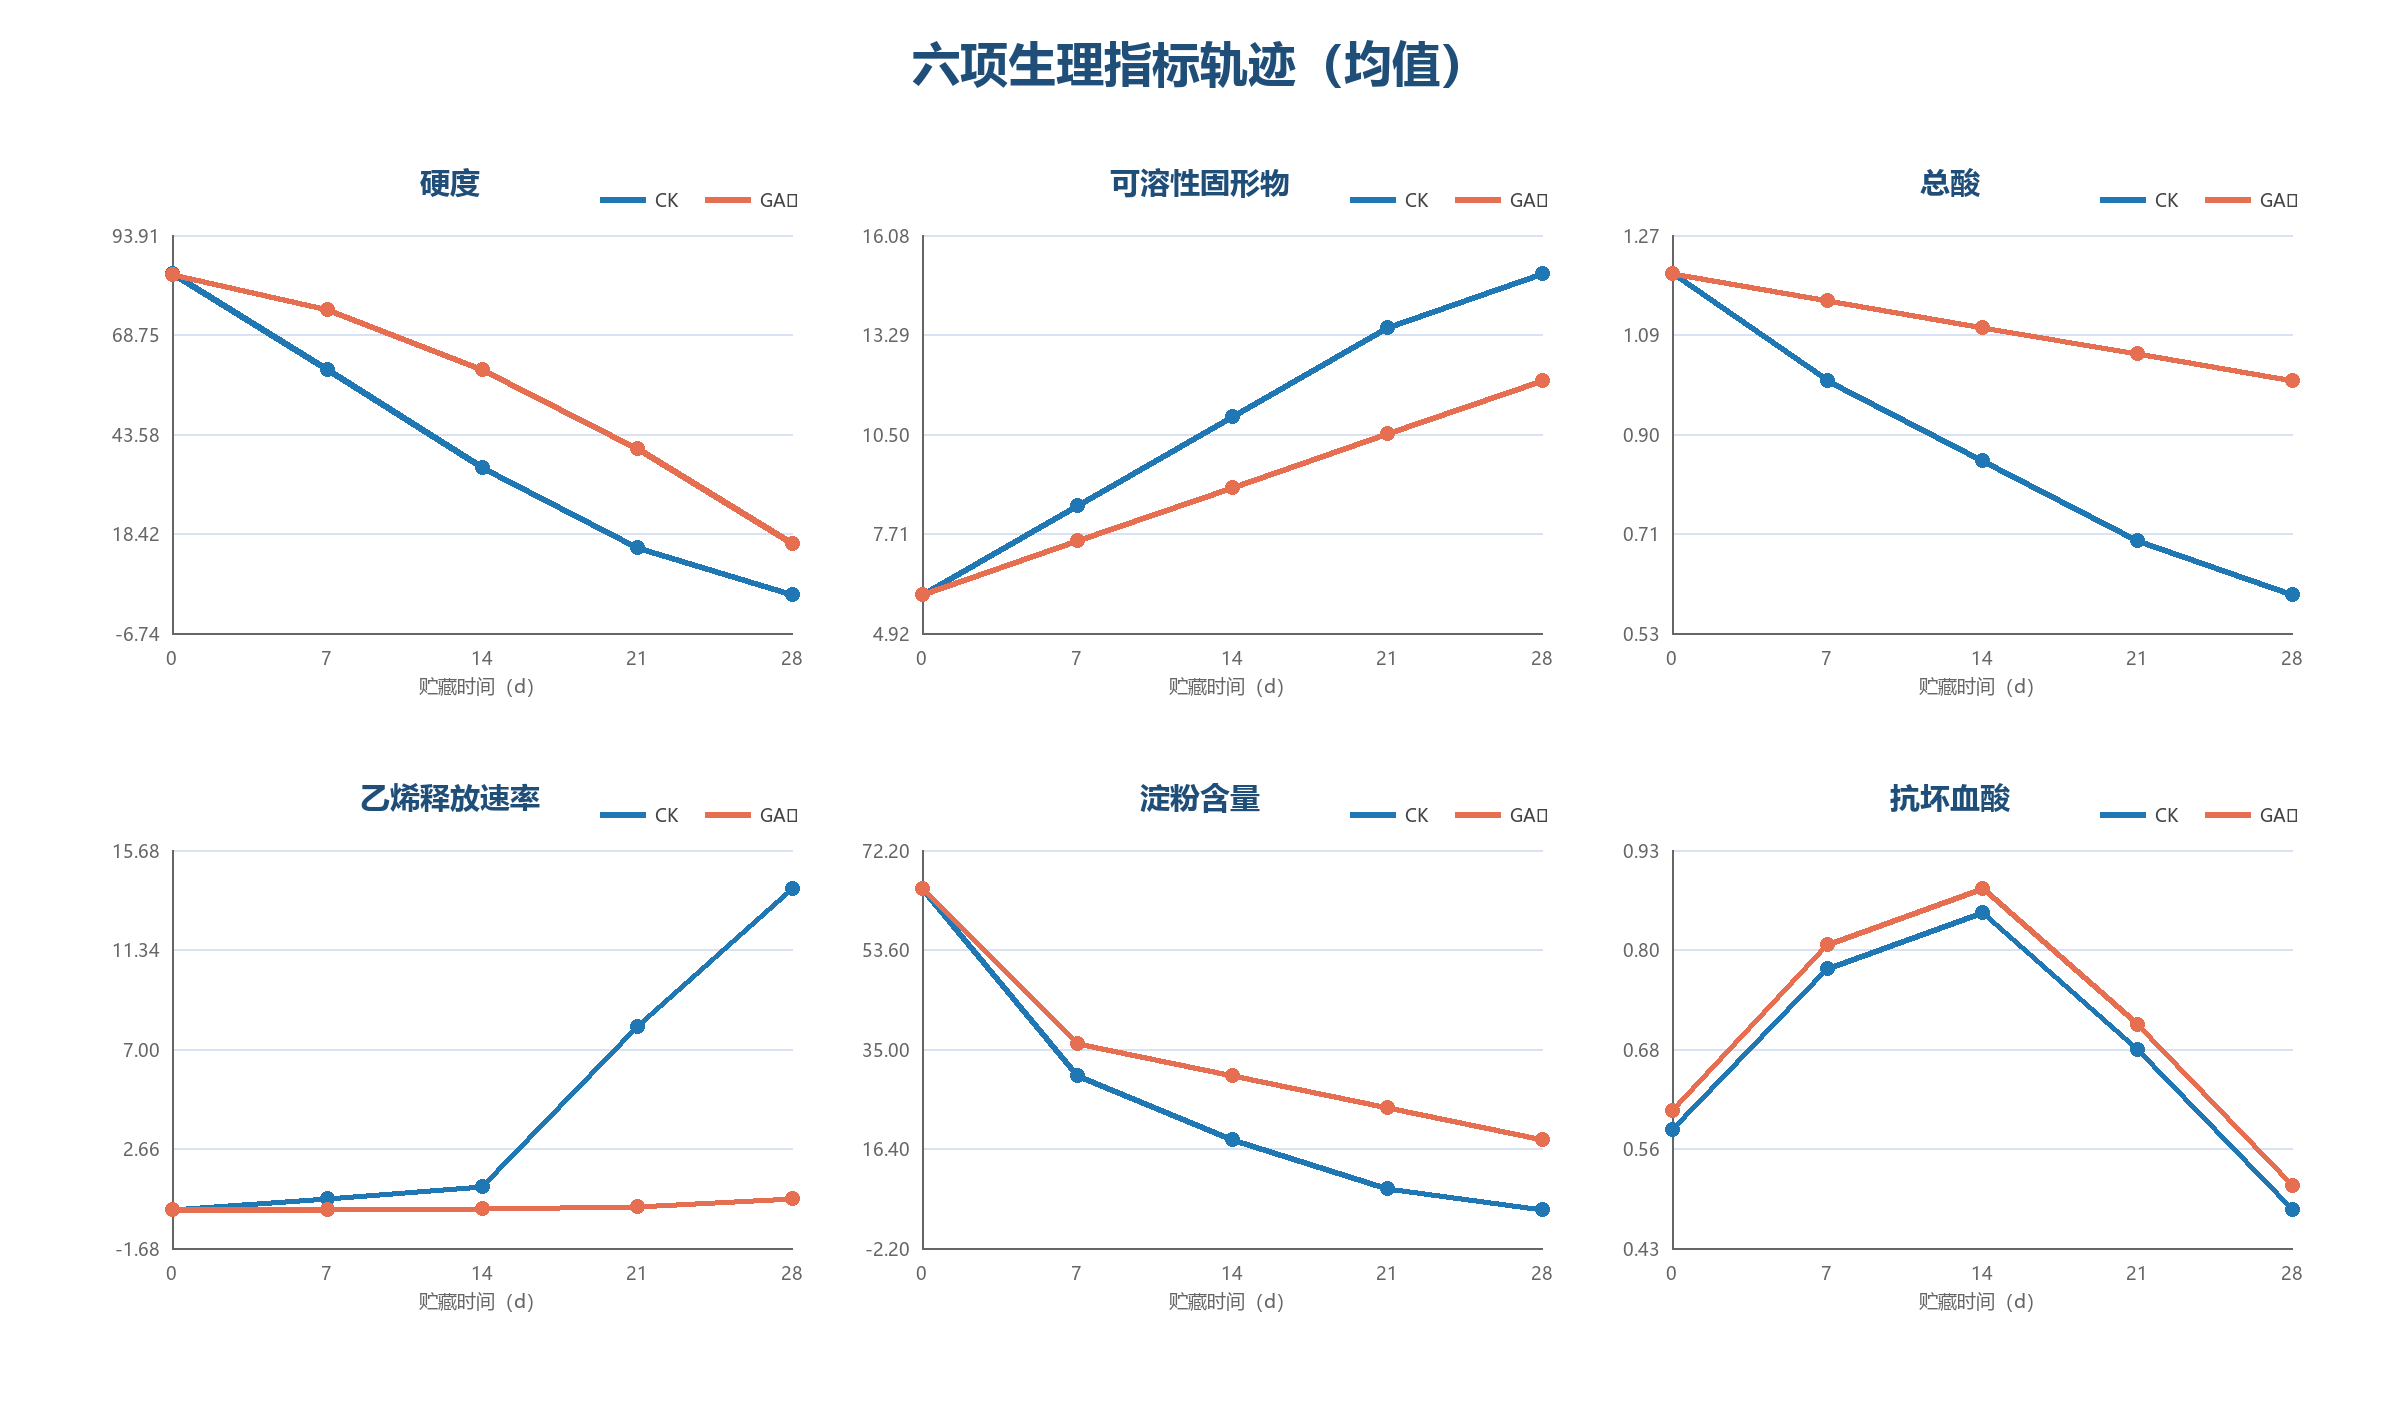 六项生理指标轨迹（均值）
硬度
CK
GA
93.91
68.75
43.58
18.42
-6.74
0
7
14
21
28
贮藏时间（d）
可溶性固形物
CK
GA
16.08
13.29
10.50
7.71
4.92
0
7
14
21
28
贮藏时间（d）
总酸
CK
GA
1.27
1.09
0.90
0.71
0.53
0
7
14
21
28
贮藏时间（d）
乙烯释放速率
CK
GA
15.68
11.34
7.00
2.66
-1.68
0
7
14
21
28
贮藏时间（d）
淀粉含量
CK
GA
72.20
53.60
35.00
16.40
-2.20
0
7
14
21
28
贮藏时间（d）
抗坏血酸
CK
GA
0.93
0.80
0.68
0.56
0.43
0
7
14
21
28
贮藏时间（d）